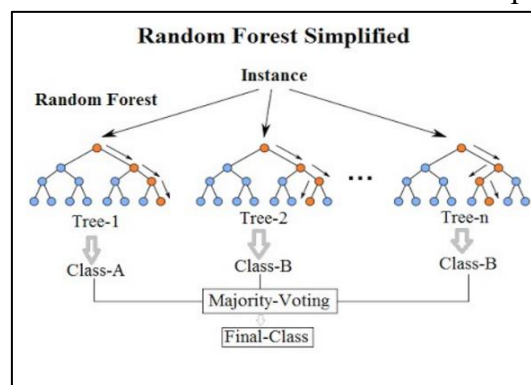 Random Forest Simplified
Instance
Random Forest
...
Tree-1 Tree-2 Tree-n
Class-A Class-B Class-B
Majority-Voting
Final-Class